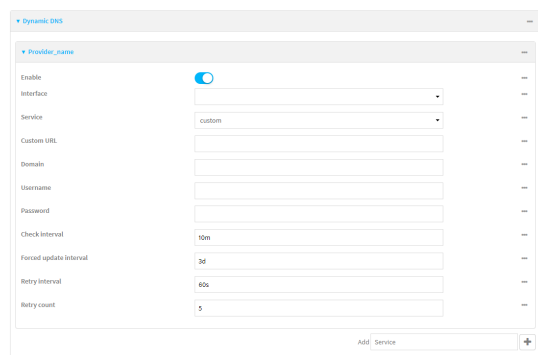 Dynamic DNS
Provider_name
Enable
Interface
Service custom
Custom URL
Domain
Username
Password
Check interval 10m
Forced update interval 3d
Retry interval 60s
Retry count 5
Add Service